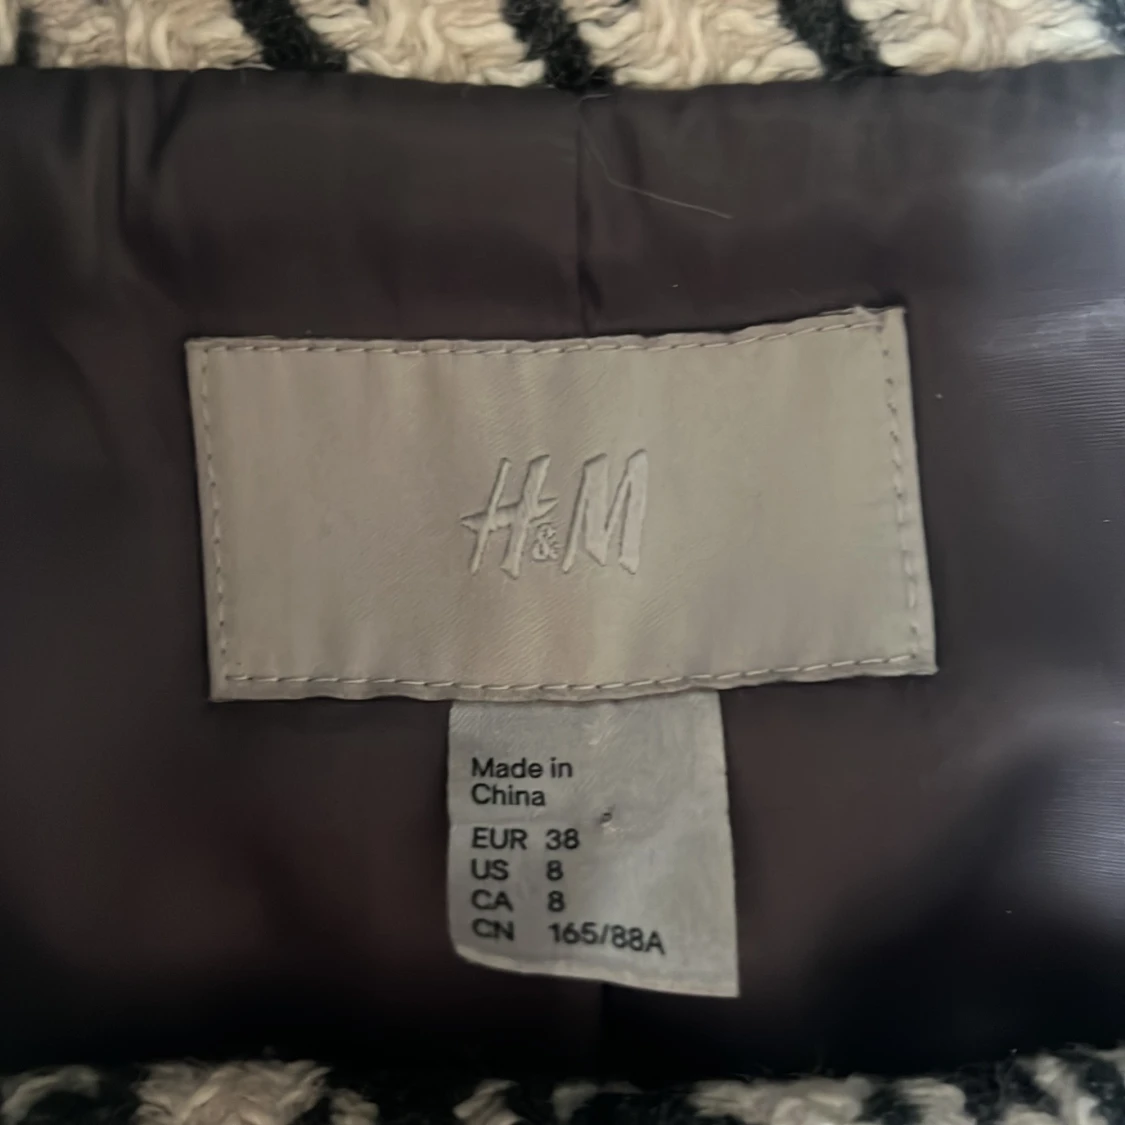 H&M
Made in
China
EUR 38
US 8
CA 8
CN 165/88A